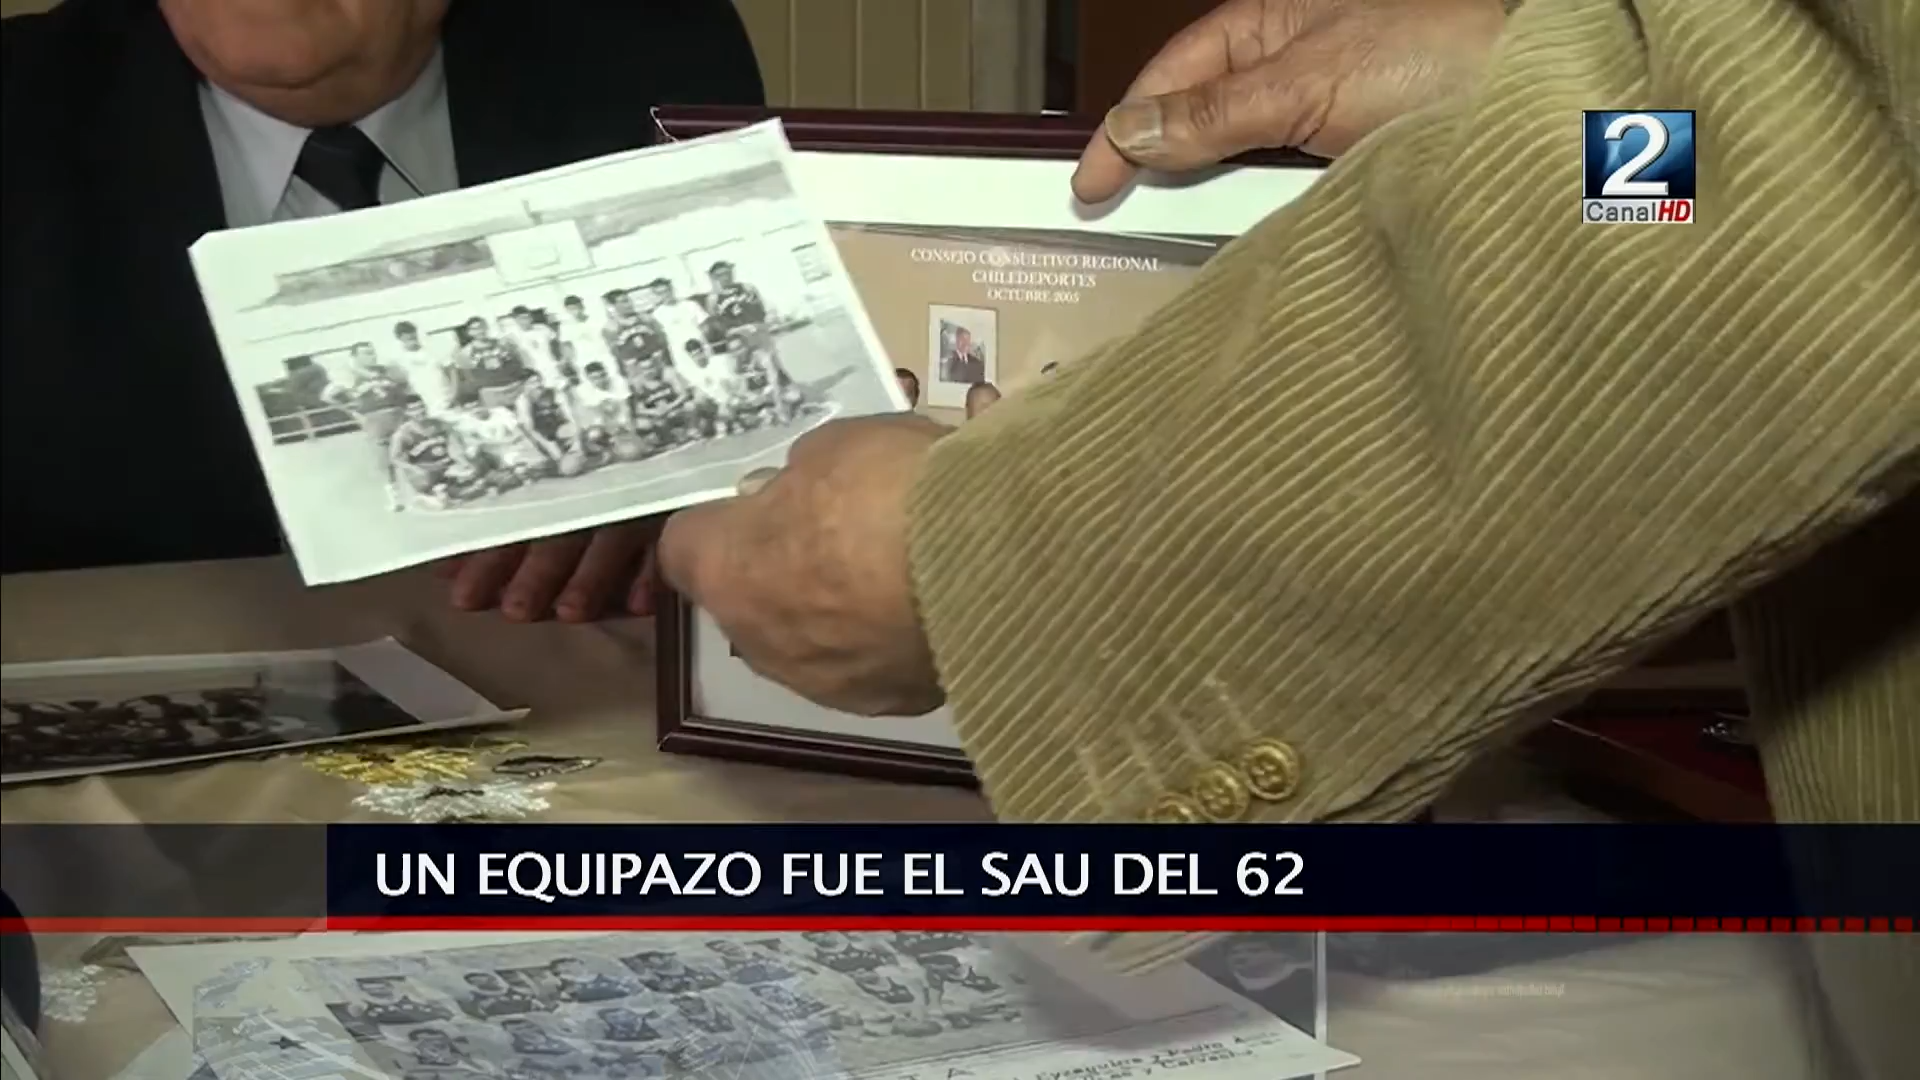 2
CanalHD
CONSEJO CONSULTIVO REGIONAL
CHILEDEPORTES
OCTUBRE 2005
UN EQUIPAZO FUE EL SAU DEL 62